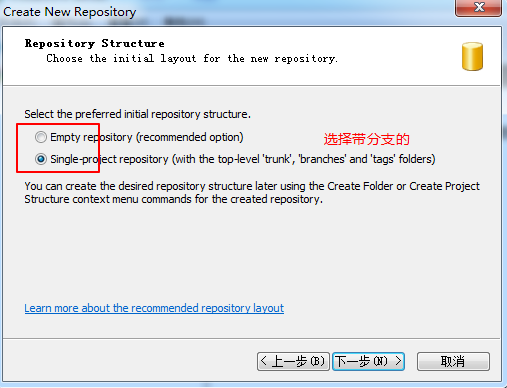 Create New Repository
Repository Structure
Choose the initial layout for the new repository.
Select the preferred initial repository structure.
Empty repository (recommended option)
选择带分支的
Single-project repository (with the top-level 'trunk', 'branches' and 'tags' folders)
You can create the desired repository structure later using the Create Folder or Create Project
Structure context menu commands for the created repository.
Learn more about the recommended repository layout
< 上一步(B)
下一步(N) >
取消